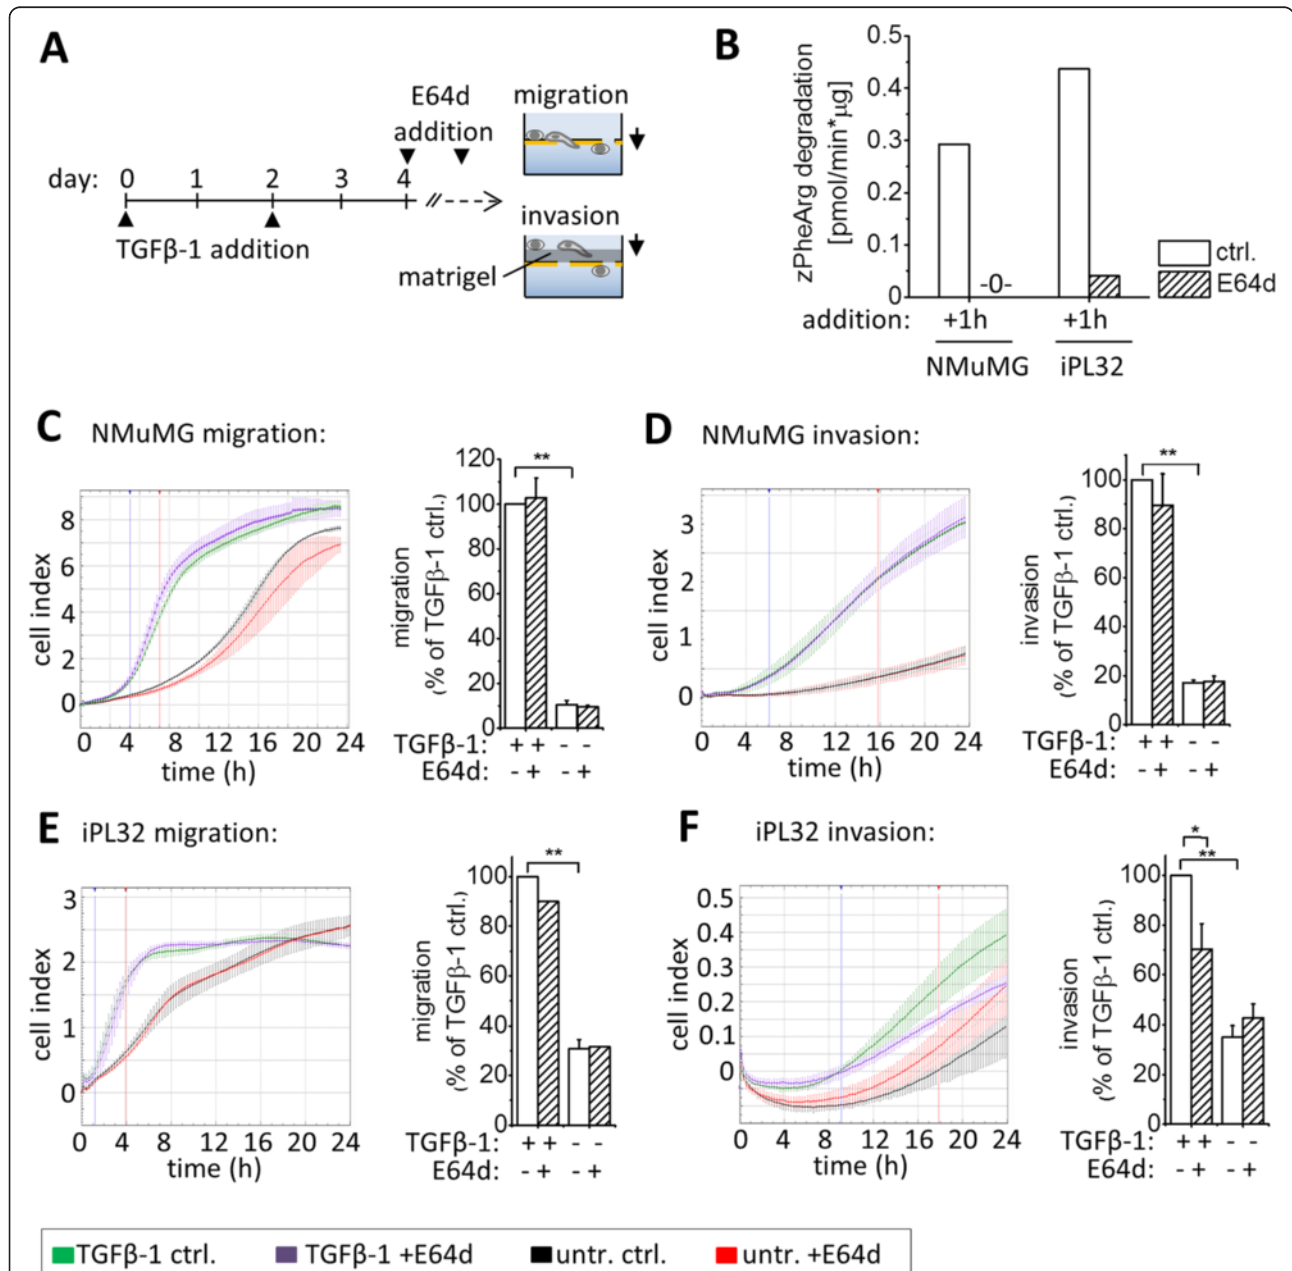 A
E64d
addition
migration
day: 0 1 2 3 4
TGFβ-1 addition
invasion
matrigel
B
zPheArg degradation
[pmol/min*µg]
0.5
0.4
0.3
0.2
0.1
0
-0-
ctrl.
E64d
addition: +1h +1h
NMuMG iPL32
C NMuMG migration:
cell index
8
6
4
2
0
0 4 8 12 16 20 24
time (h)
migration
(% of TGFβ-1 ctrl.)
120
100
80
60
40
20
0
**
TGFβ-1: + + - -
E64d: - + - +
D NMuMG invasion:
cell index
3
2
1
0
0 4 8 12 16 20 24
time (h)
invasion
(% of TGFβ-1 ctrl.)
100
80
60
40
20
0
**
TGFβ-1: + + - -
E64d: - + - +
E iPL32 migration:
cell index
3
2
1
0
0 4 8 12 16 20 24
time (h)
migration
(% of TGFβ-1 ctrl.)
100
80
60
40
20
0
**
TGFβ-1: + + - -
E64d: - + - +
F iPL32 invasion:
cell index
0.5
0.4
0.3
0.2
0.1
0
0 4 8 12 16 20 24
time (h)
invasion
(% of TGFβ-1 ctrl.)
100
80
60
40
20
0
*
**
TGFβ-1: + + - -
E64d: - + - +
TGFβ-1 ctrl. TGFβ-1 +E64d untr. ctrl. untr. +E64d